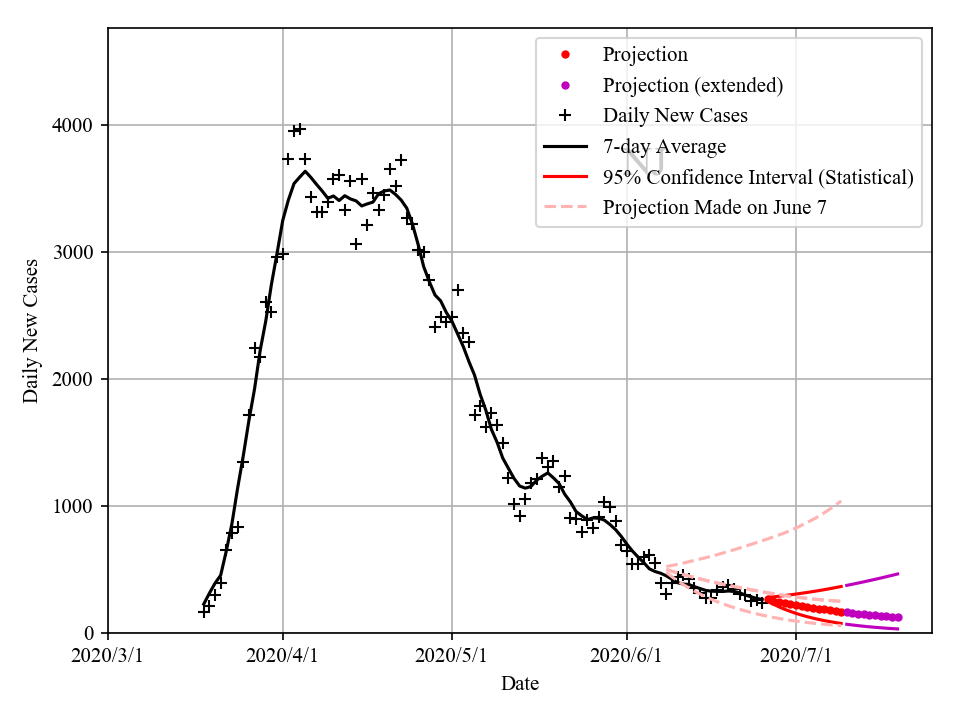 Projection
Projection (extended)
Daily New Cases
7-day Average
95% Confidence Interval (Statistical)
Projection Made on June 7
NJ
4000
3000
2000
1000
0
Daily New Cases
2020/3/1
2020/4/1
2020/5/1
2020/6/1
2020/7/1
Date